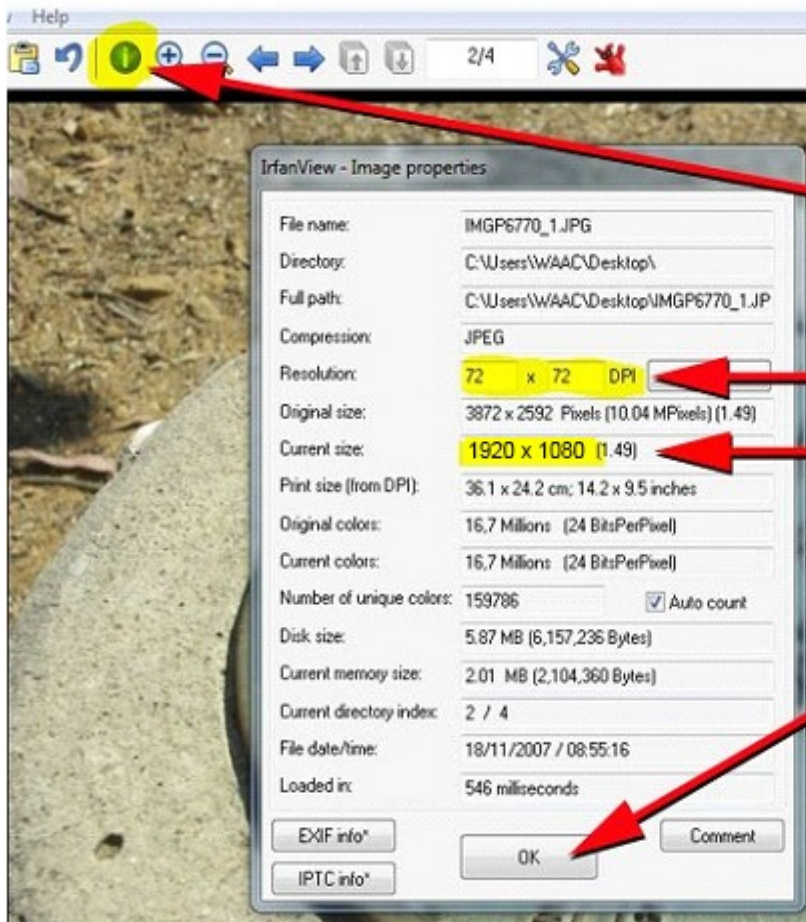 Help
2/4
IrfanView - Image properties
File name: IMGP6770_1.JPG
Directory: C:\Users\WAAC\Desktop\
Full path: C:\Users\WAAC\Desktop\IMGP6770_1.JP
Compression: JPEG
Resolution: 72 x 72 DPI
Original size: 3872 x 2592 Pixels (10.04 MPixels) (1.49)
Current size: 1920 x 1080 (1.49)
Print size (from DPI): 36.1 x 24.2 cm; 14.2 x 9.5 inches
Original colors: 16,7 Millions (24 BitsPerPixel)
Current colors: 16,7 Millions (24 BitsPerPixel)
Number of unique colors: 159786 Auto count
Disk size: 5.87 MB (6,157,236 Bytes)
Current memory size: 2.01 MB (2,104,360 Bytes)
Current directory index: 2 / 4
File date/time: 18/11/2007 / 08:55:16
Loaded in: 546 milliseconds
EXIF info* OK Comment
IPTC info*